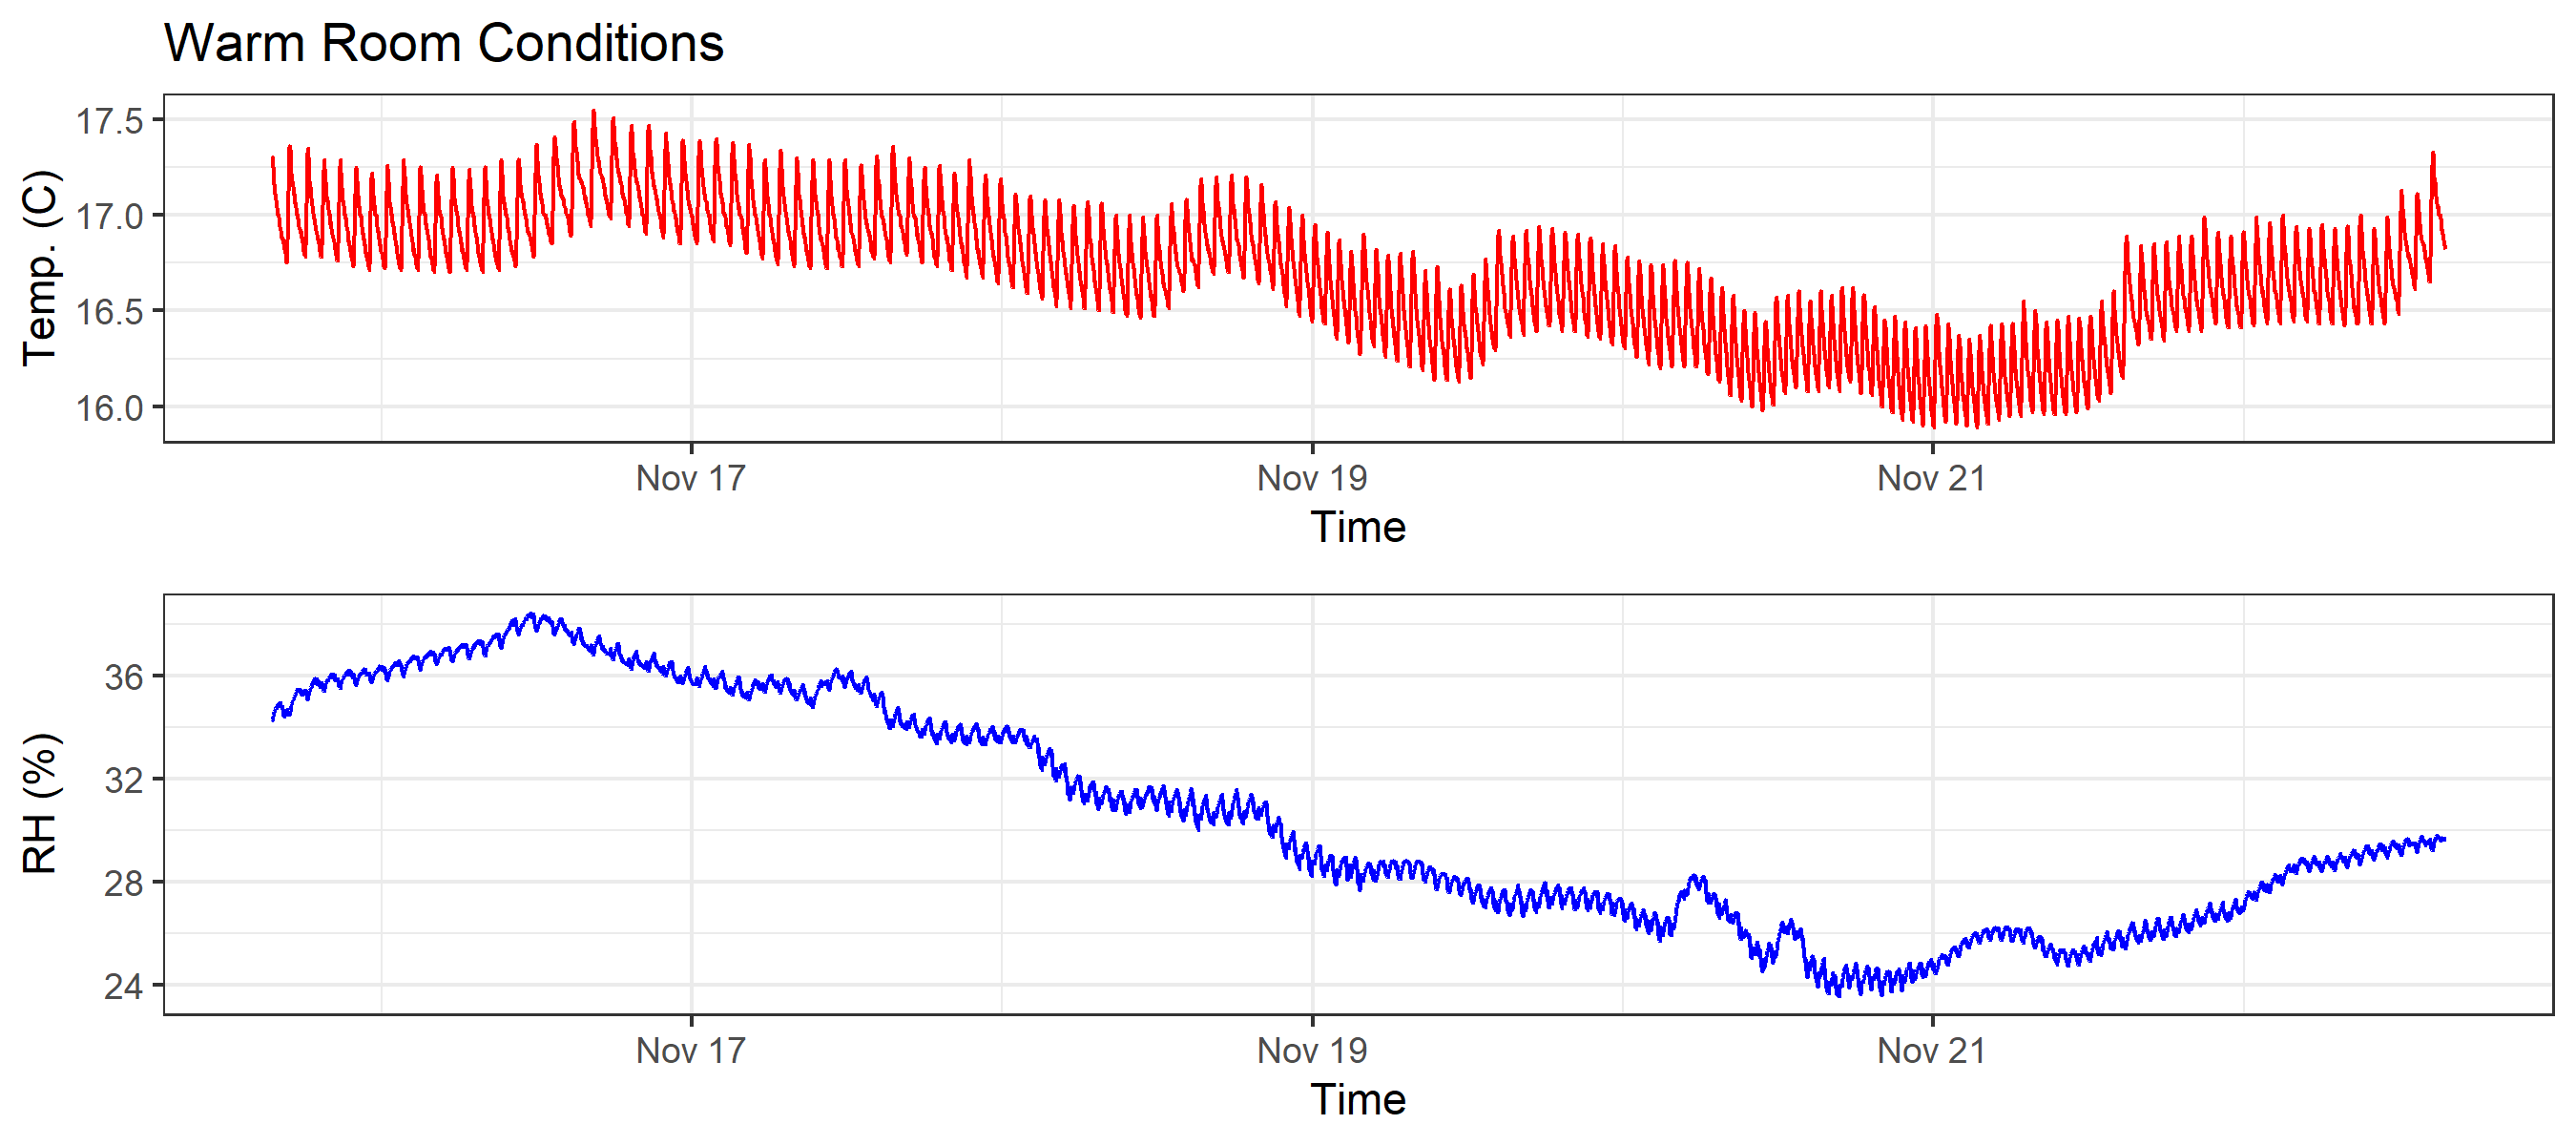 Warm Room Conditions
Temp. (C)
17.5
17.0
16.5
16.0
Nov 17 Nov 19 Nov 21
Time
RH (%)
36
32
28
24
Nov 17 Nov 19 Nov 21
Time